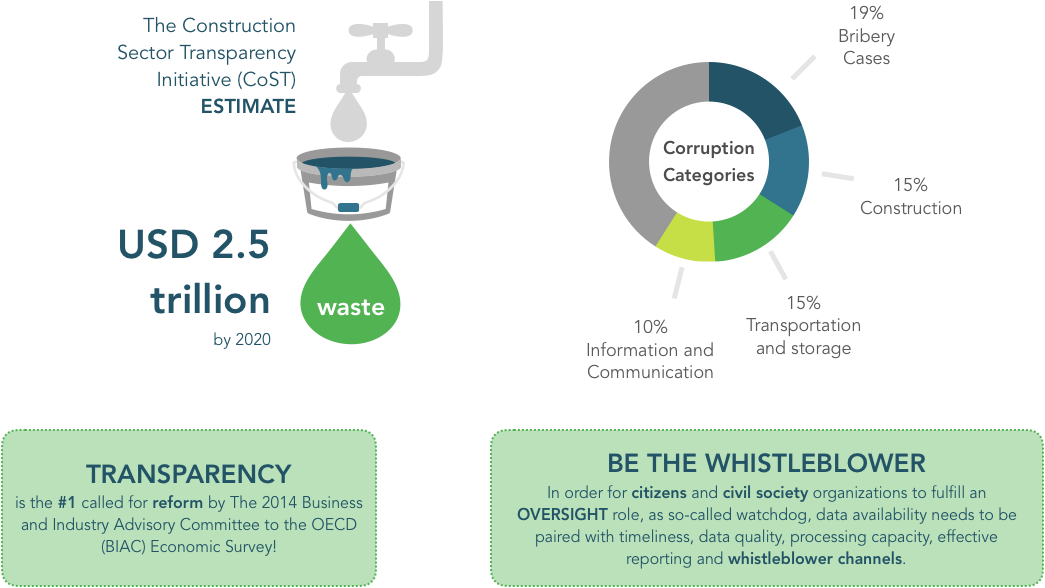 The Construction
Sector Transparency
Initiative (CoST)
ESTIMATE
USD 2.5
trillion
by 2020
waste
Corruption
Categories
19%
Bribery
Cases
15%
Construction
15%
Transportation
and storage
10%
Information and
Communication
TRANSPARENCY
is the #1 called for reform by The 2014 Business
and Industry Advisory Committee to the OECD
(BIAC) Economic Survey!
BE THE WHISTLEBLOWER
In order for citizens and civil society organizations to fulfill an
OVERSIGHT role, as so-called watchdog, data availability needs to be
paired with timeliness, data quality, processing capacity, effective
reporting and whistleblower channels.